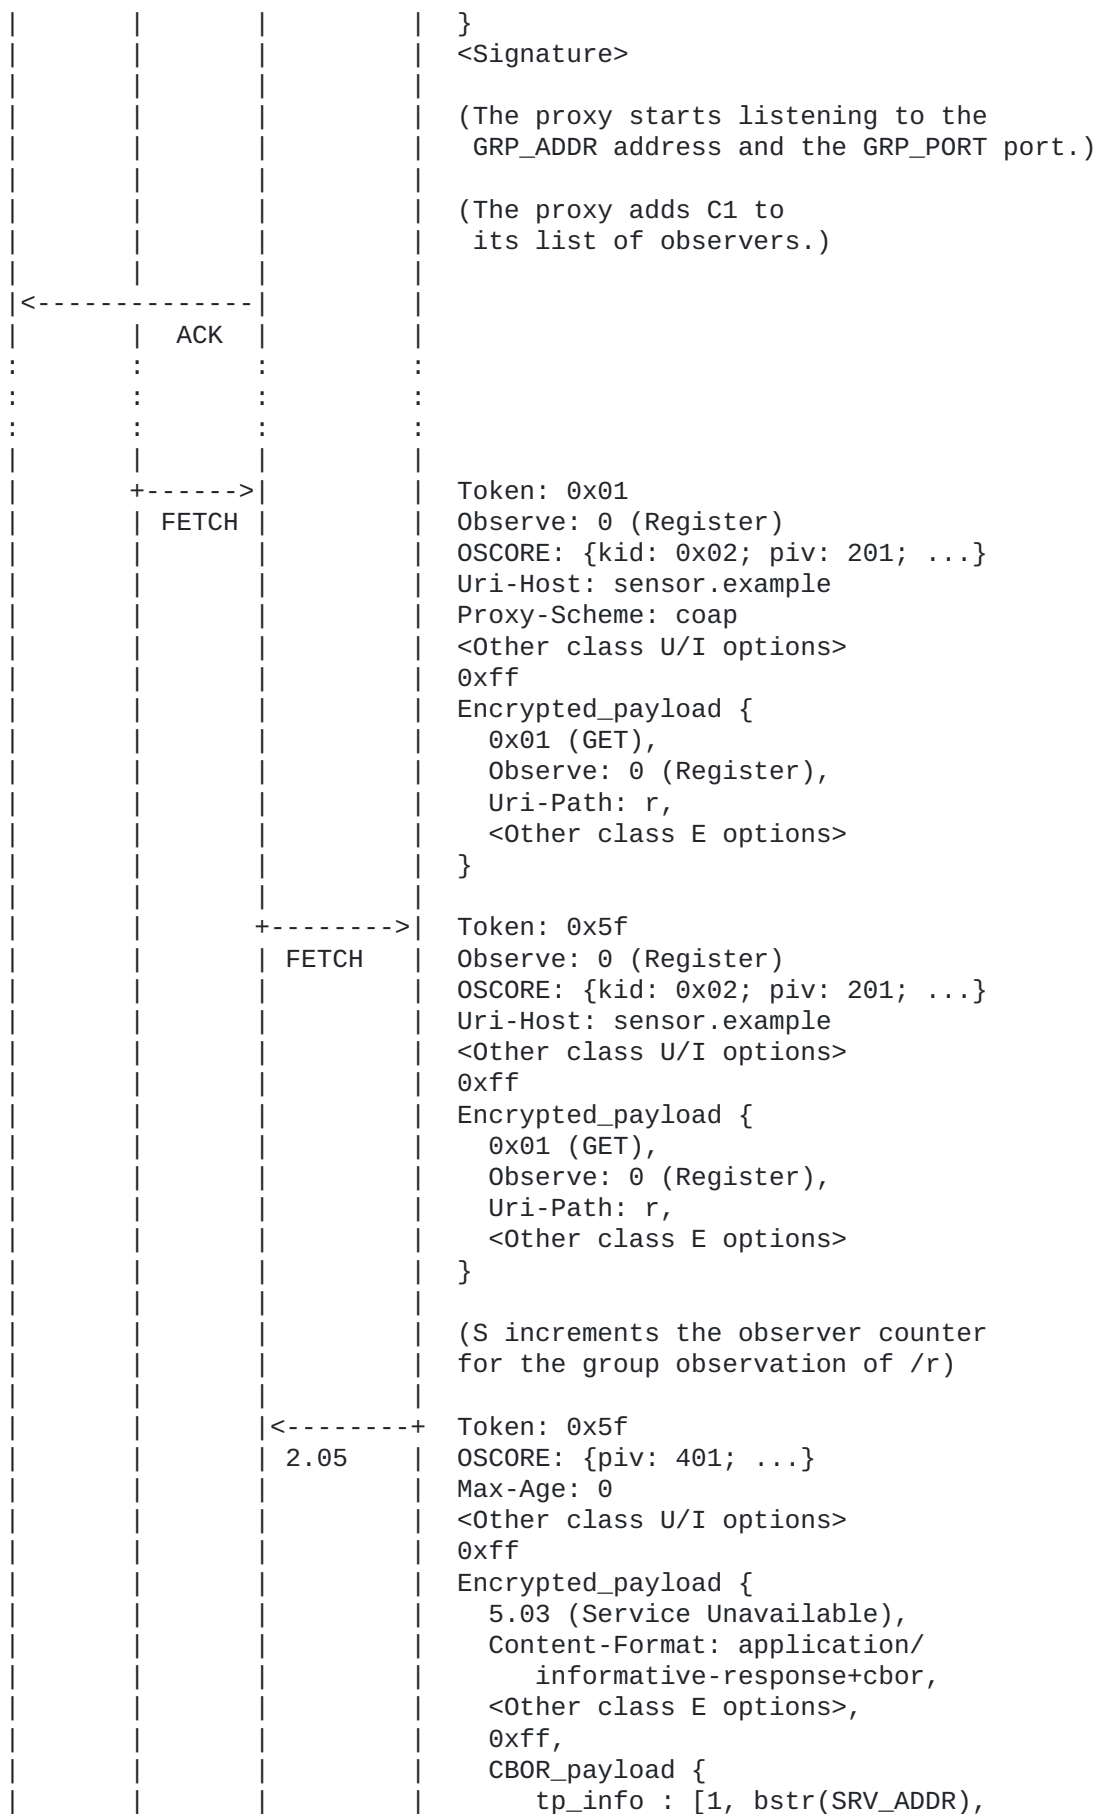 |       |       |         |  }
|       |       |         |  <Signature>
|       |       |         |
|       |       |         |  (The proxy starts listening to the
|       |       |         |   GRP_ADDR address and the GRP_PORT port.)
|       |       |         |
|       |       |         |  (The proxy adds C1 to
|       |       |         |   its list of observers.)
|       |       |         |
|<--------------|         |
|       |  ACK  |         |
:       :       :         :
:       :       :         :
:       :       :         :
|       |       |         |
|       +------>|         |  Token: 0x01
|       | FETCH |         |  Observe: 0 (Register)
|       |       |         |  OSCORE: {kid: 0x02; piv: 201; ...}
|       |       |         |  Uri-Host: sensor.example
|       |       |         |  Proxy-Scheme: coap
|       |       |         |  <Other class U/I options>
|       |       |         |  0xff
|       |       |         |  Encrypted_payload {
|       |       |         |    0x01 (GET),
|       |       |         |    Observe: 0 (Register),
|       |       |         |    Uri-Path: r,
|       |       |         |    <Other class E options>
|       |       |         |  }
|       |       |         |
|       |       +-------->|  Token: 0x5f
|       |       | FETCH   |  Observe: 0 (Register)
|       |       |         |  OSCORE: {kid: 0x02; piv: 201; ...}
|       |       |         |  Uri-Host: sensor.example
|       |       |         |  <Other class U/I options>
|       |       |         |  0xff
|       |       |         |  Encrypted_payload {
|       |       |         |    0x01 (GET),
|       |       |         |    Observe: 0 (Register),
|       |       |         |    Uri-Path: r,
|       |       |         |    <Other class E options>
|       |       |         |  }
|       |       |         |
|       |       |         |  (S increments the observer counter
|       |       |         |  for the group observation of /r)
|       |       |         |
|       |       |<--------+  Token: 0x5f
|       |       | 2.05    |  OSCORE: {piv: 401; ...}
|       |       |         |  Max-Age: 0
|       |       |         |  <Other class U/I options>
|       |       |         |  0xff
|       |       |         |  Encrypted_payload {
|       |       |         |    5.03 (Service Unavailable),
|       |       |         |    Content-Format: application/
|       |       |         |       informative-response+cbor,
|       |       |         |    <Other class E options>,
|       |       |         |    0xff,
|       |       |         |    CBOR_payload {
|       |       |         |       tp_info : [1, bstr(SRV_ADDR),